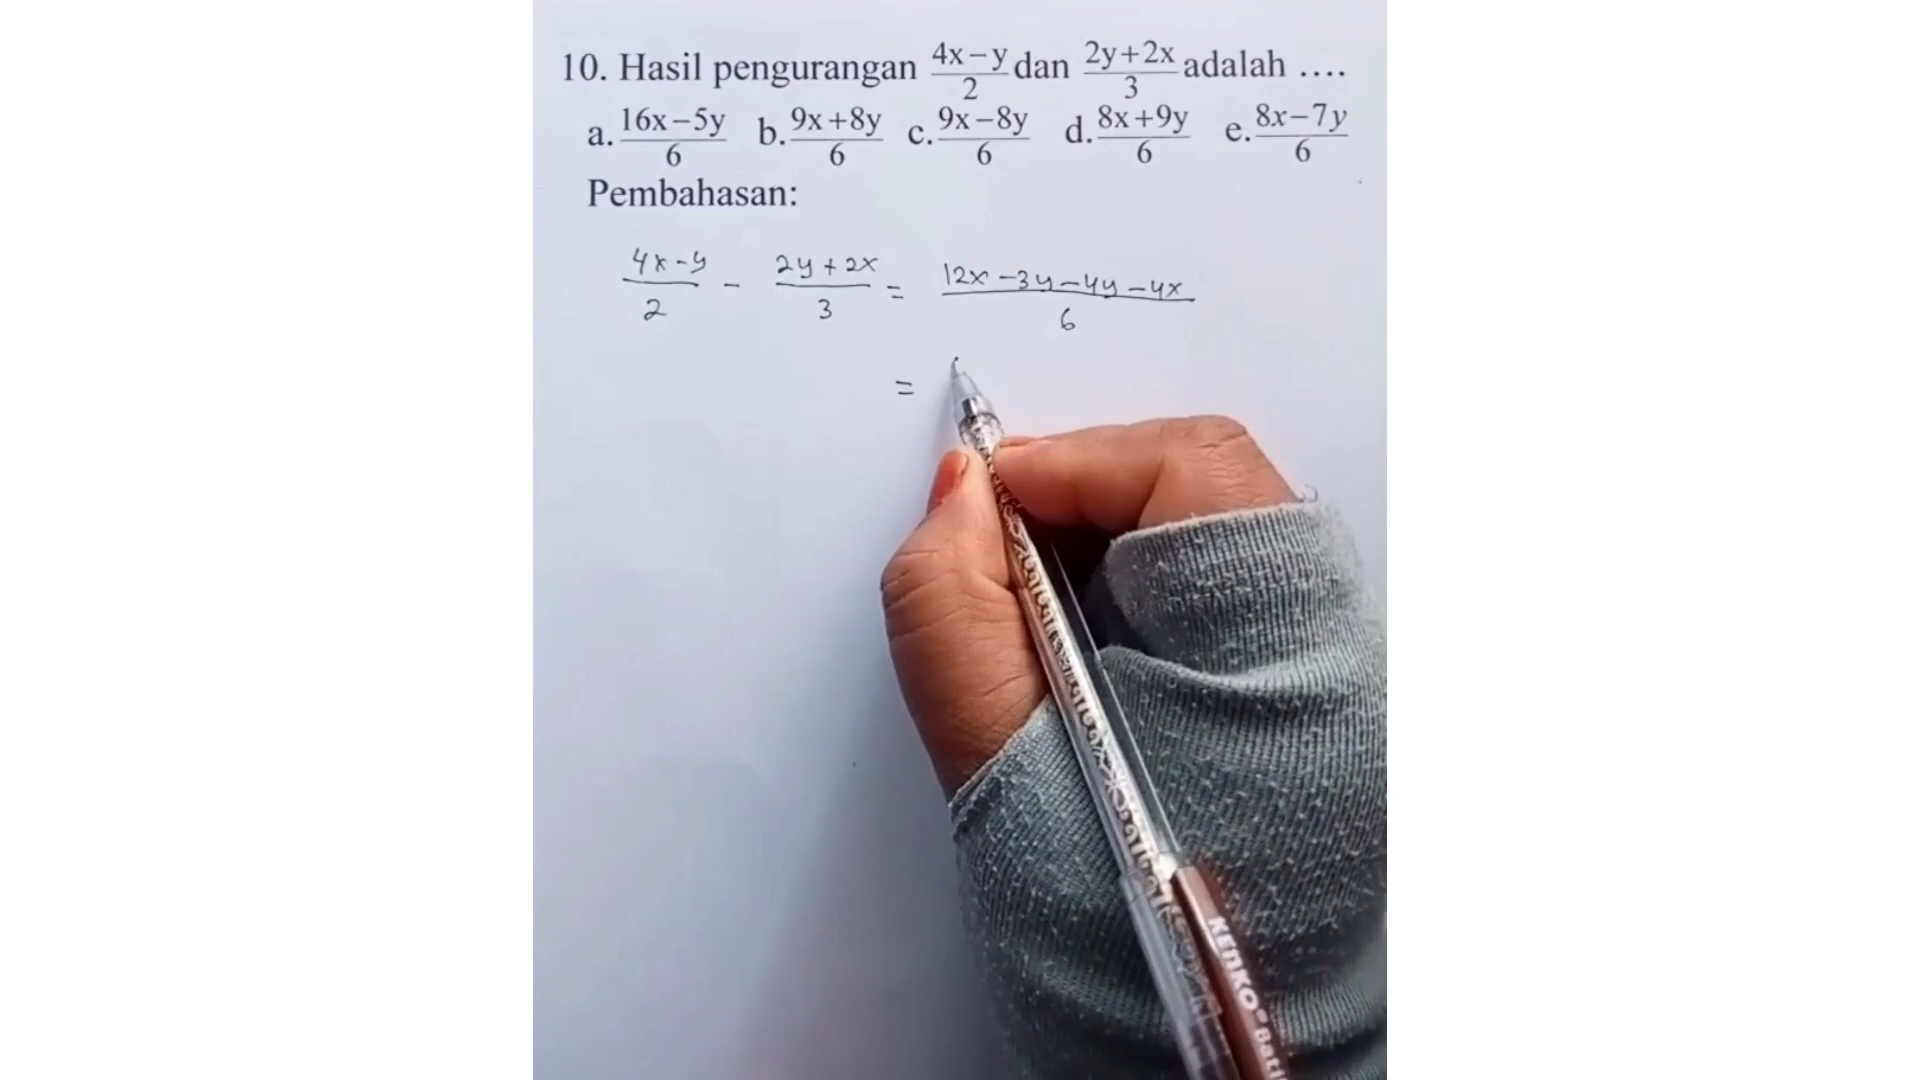 10. Hasil pengurangan (4x−y)/2 dan (2y+2x)/3 adalah ....
a. (16x−5y)/6 b. (9x+8y)/6 c. (9x−8y)/6 d. (8x+9y)/6 e. (8x−7y)/6
Pembahasan:
(4x-y)/2 - (2y+2x)/3 = (12x-3y-4y-4x)/6
=
KENKO